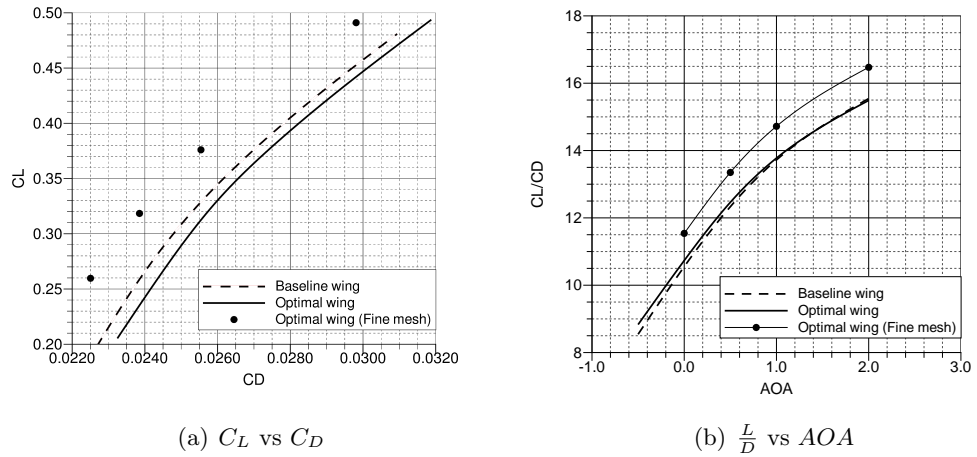 0.50
0.45
0.40
0.35
0.30
0.25
0.20
CL
0.0220
0.0240
0.0260
0.0280
0.0300
0.0320
CD
Baseline wing
Optimal wing
Optimal wing (Fine mesh)
(a) C_L vs C_D
18
16
14
12
10
8
CL/CD
-1.0
0.0
1.0
2.0
3.0
AOA
Baseline wing
Optimal wing
Optimal wing (Fine mesh)
(b) L/D vs AOA